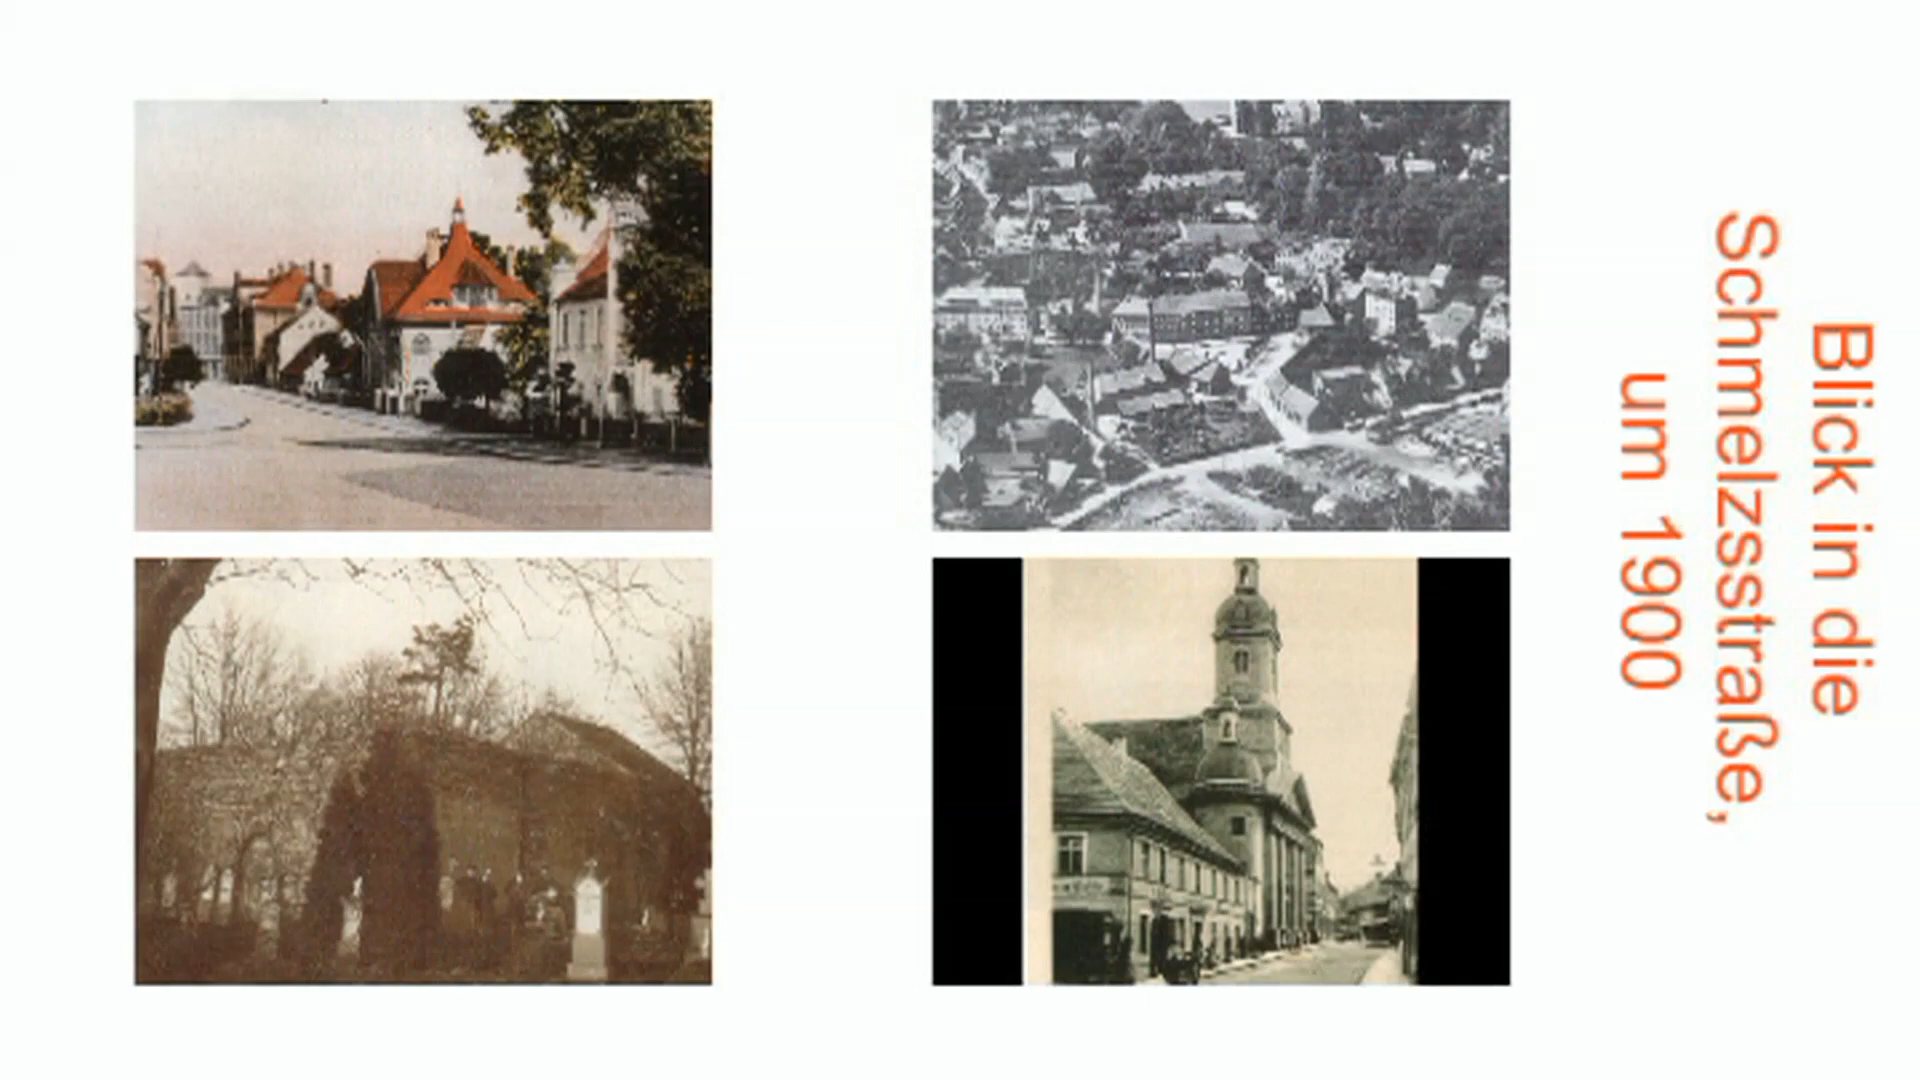 Blick in die
Schmelzsstraße,
um 1900